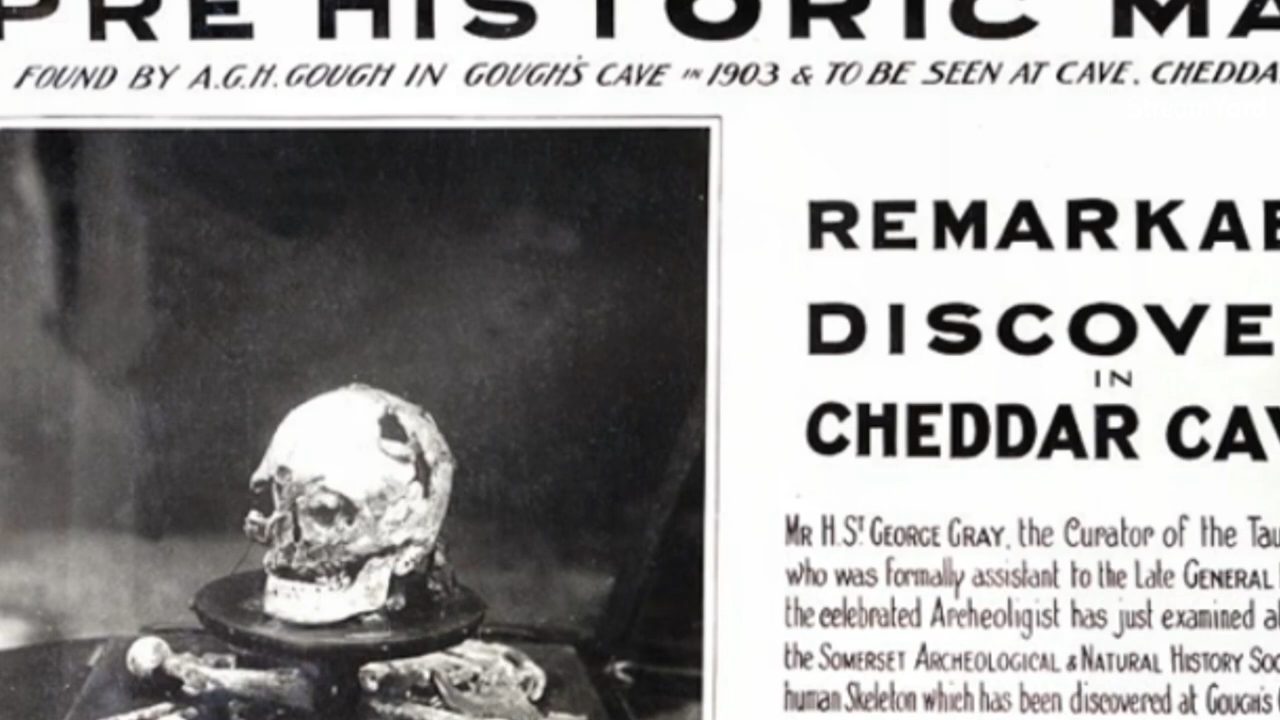 PRE HISTORIC MA
FOUND BY A.G.H. GOUGH IN GOUGH'S CAVE IN 1903 & TO BE SEEN AT CAVE. CHEDDA
REMARKAB
DISCOVE
IN
CHEDDAR CAV
MR H. ST. GEORGE GRAY, the Curator of the Tau
who was formally assistant to the Late GENERAL
the celebrated Archeoligist has just examined a
the SOMERSET ARCHEOLOGICAL & NATURAL HISTORY Soc
human Skeleton which has been discovered at GOUGH'S